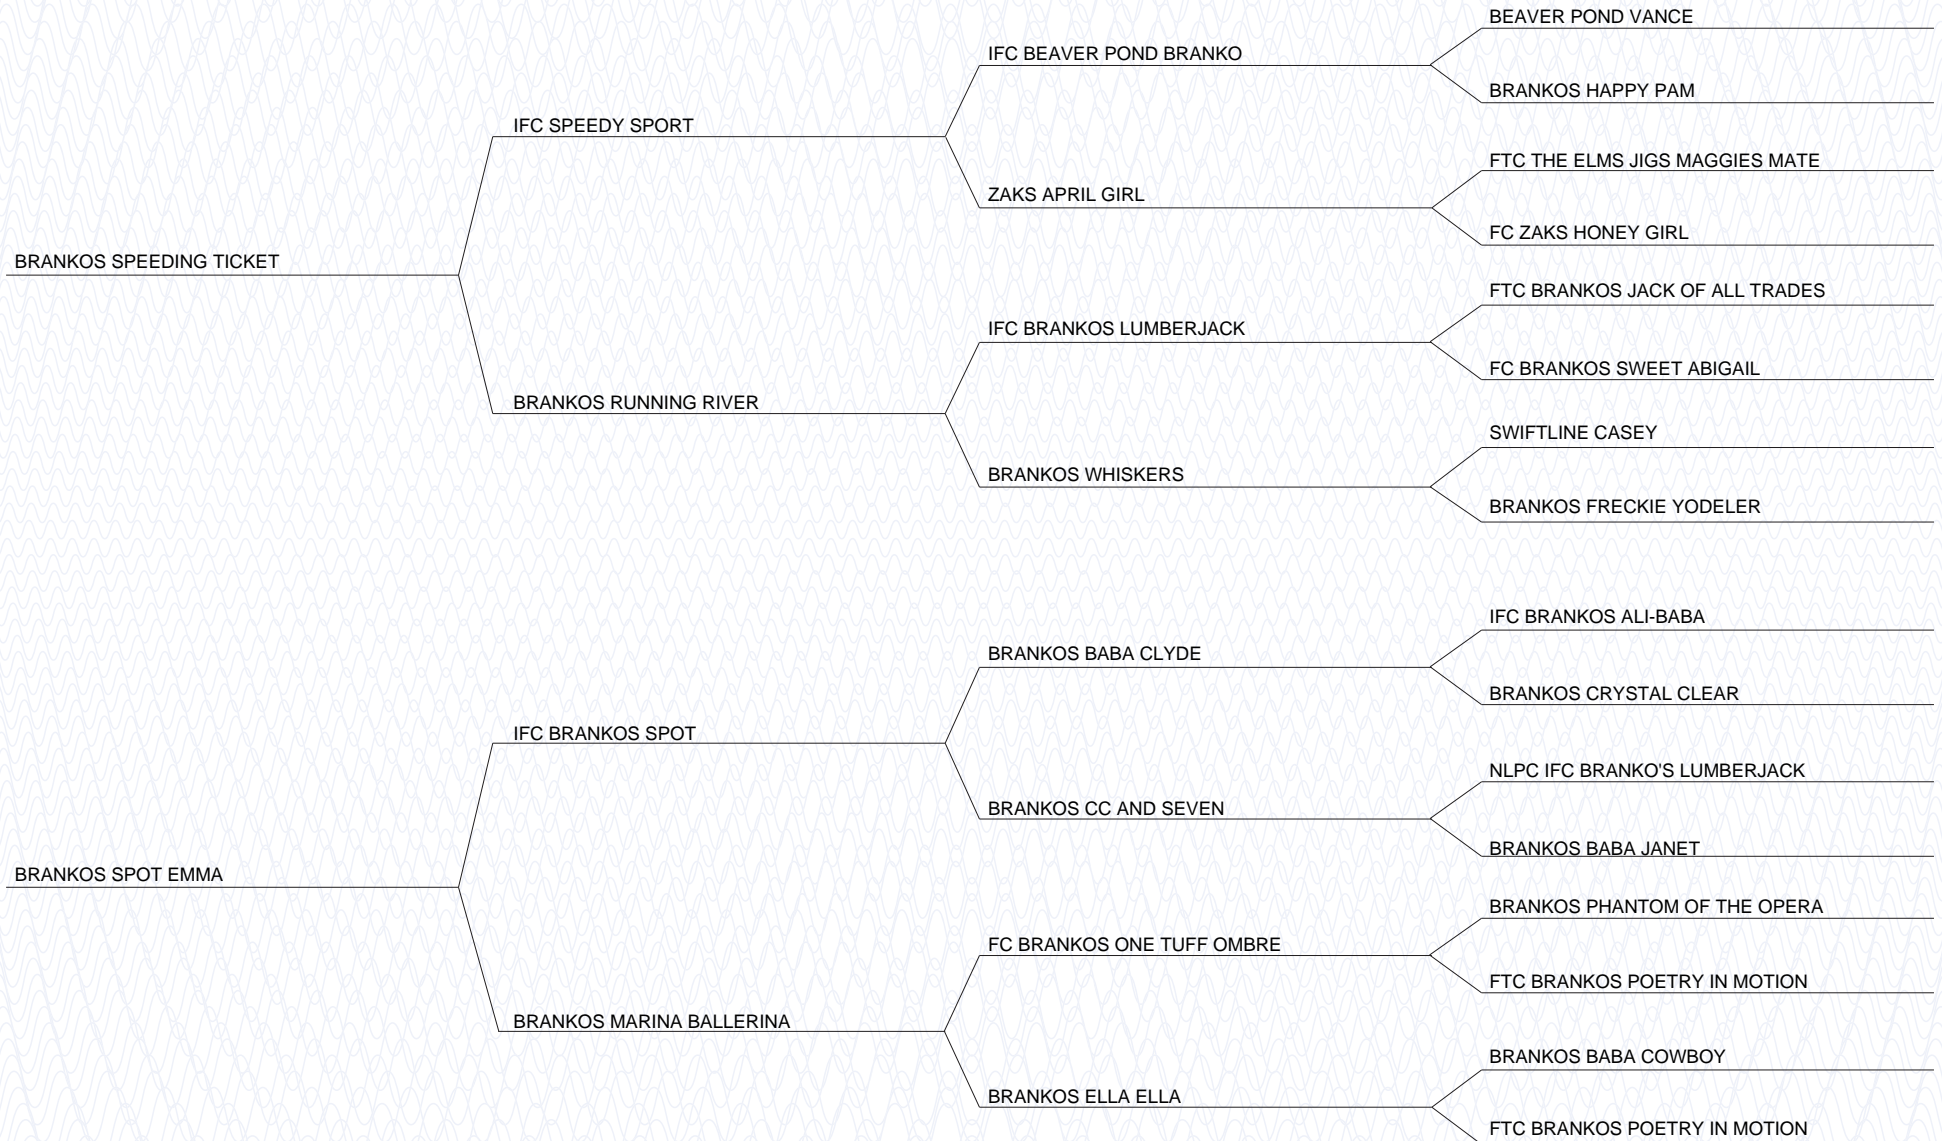 BEAVER POND VANCE
IFC BEAVER POND BRANKO
BRANKOS HAPPY PAM
IFC SPEEDY SPORT
FTC THE ELMS JIGS MAGGIES MATE
ZAKS APRIL GIRL
FC ZAKS HONEY GIRL
BRANKOS SPEEDING TICKET
FTC BRANKOS JACK OF ALL TRADES
IFC BRANKOS LUMBERJACK
FC BRANKOS SWEET ABIGAIL
BRANKOS RUNNING RIVER
SWIFTLINE CASEY
BRANKOS WHISKERS
BRANKOS FRECKIE YODELER
IFC BRANKOS ALI-BABA
BRANKOS BABA CLYDE
BRANKOS CRYSTAL CLEAR
IFC BRANKOS SPOT
NLPC IFC BRANKO'S LUMBERJACK
BRANKOS CC AND SEVEN
BRANKOS BABA JANET
BRANKOS SPOT EMMA
BRANKOS PHANTOM OF THE OPERA
FC BRANKOS ONE TUFF OMBRE
FTC BRANKOS POETRY IN MOTION
BRANKOS MARINA BALLERINA
BRANKOS BABA COWBOY
BRANKOS ELLA ELLA
FTC BRANKOS POETRY IN MOTION